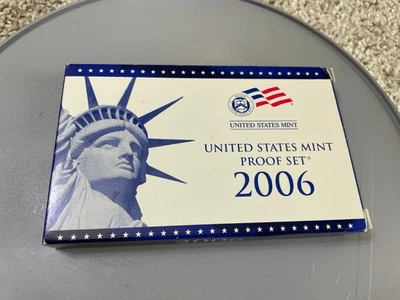 UNITED STATES MINT
UNITED STATES MINT
PROOF SET®
2006